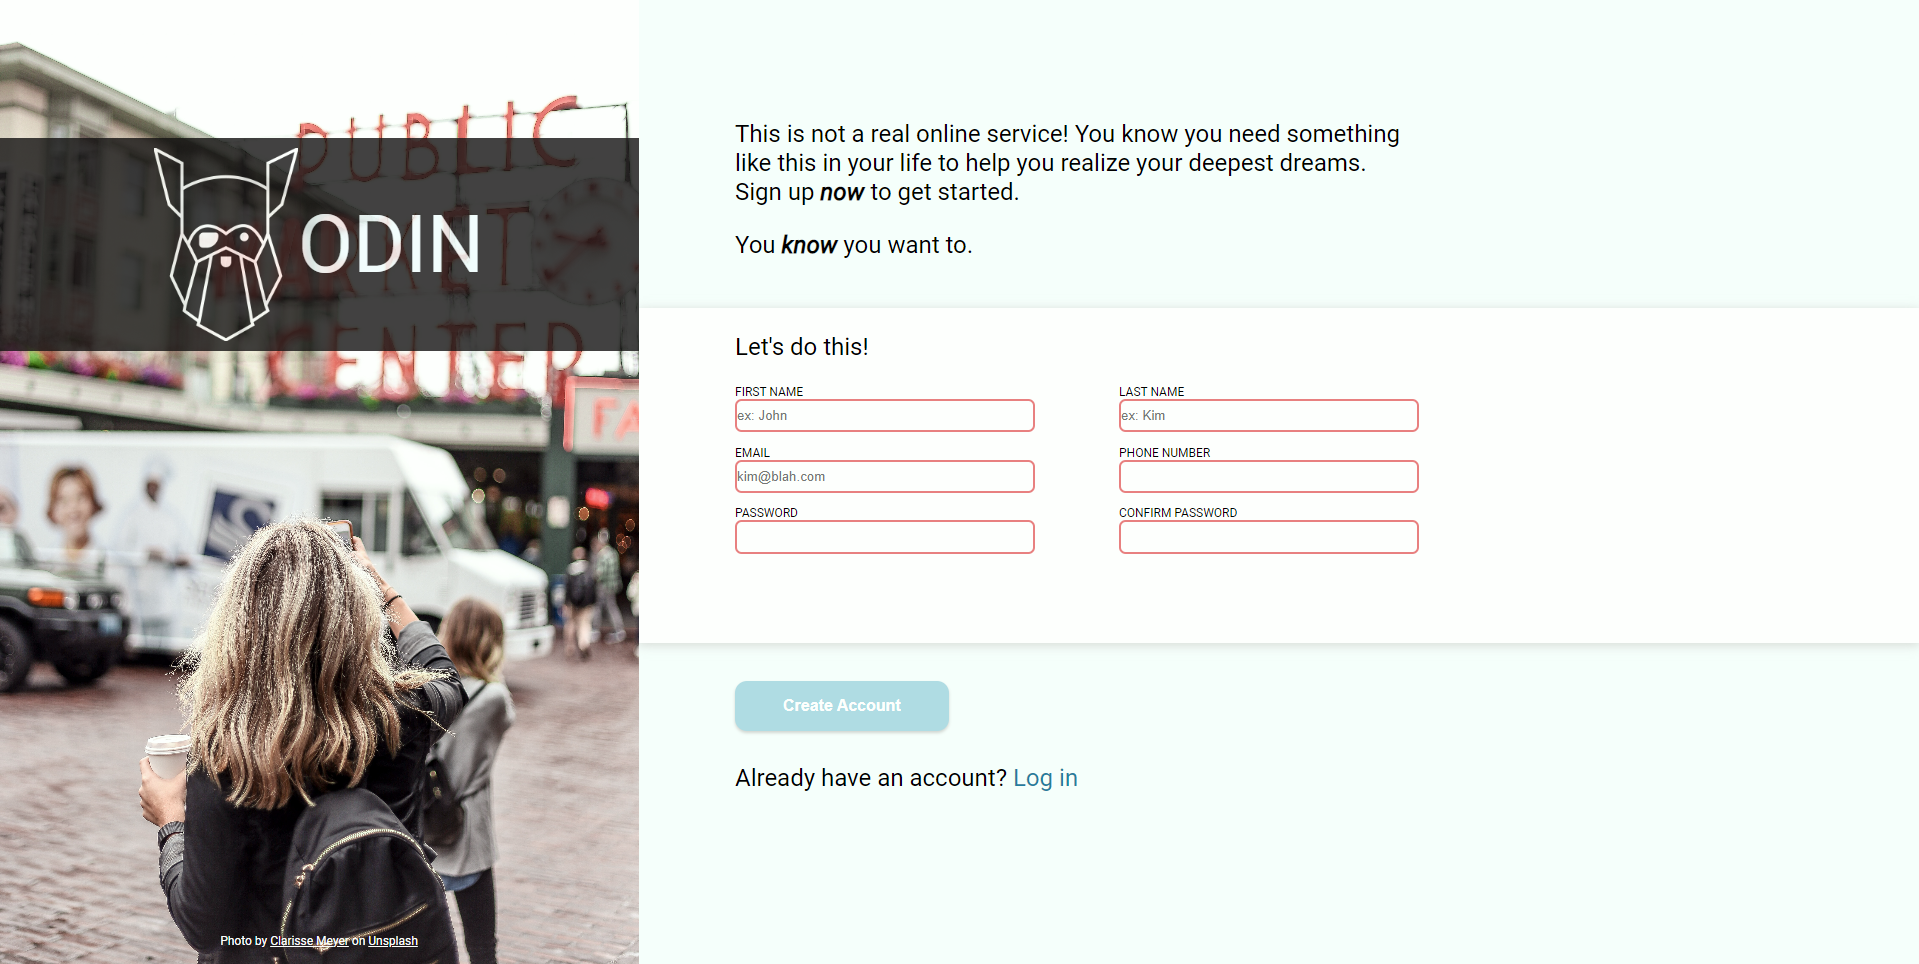 PUBLIC
MARKET
CENTER
FA
ODIN
Photo by Clarisse Meyer on Unsplash
This is not a real online service! You know you need something
like this in your life to help you realize your deepest dreams.
Sign up now to get started.
You know you want to.
Let's do this!
FIRST NAME
LAST NAME
ex: John
ex: Kim
EMAIL
PHONE NUMBER
kim@blah.com
PASSWORD
CONFIRM PASSWORD
Create Account
Already have an account? Log in